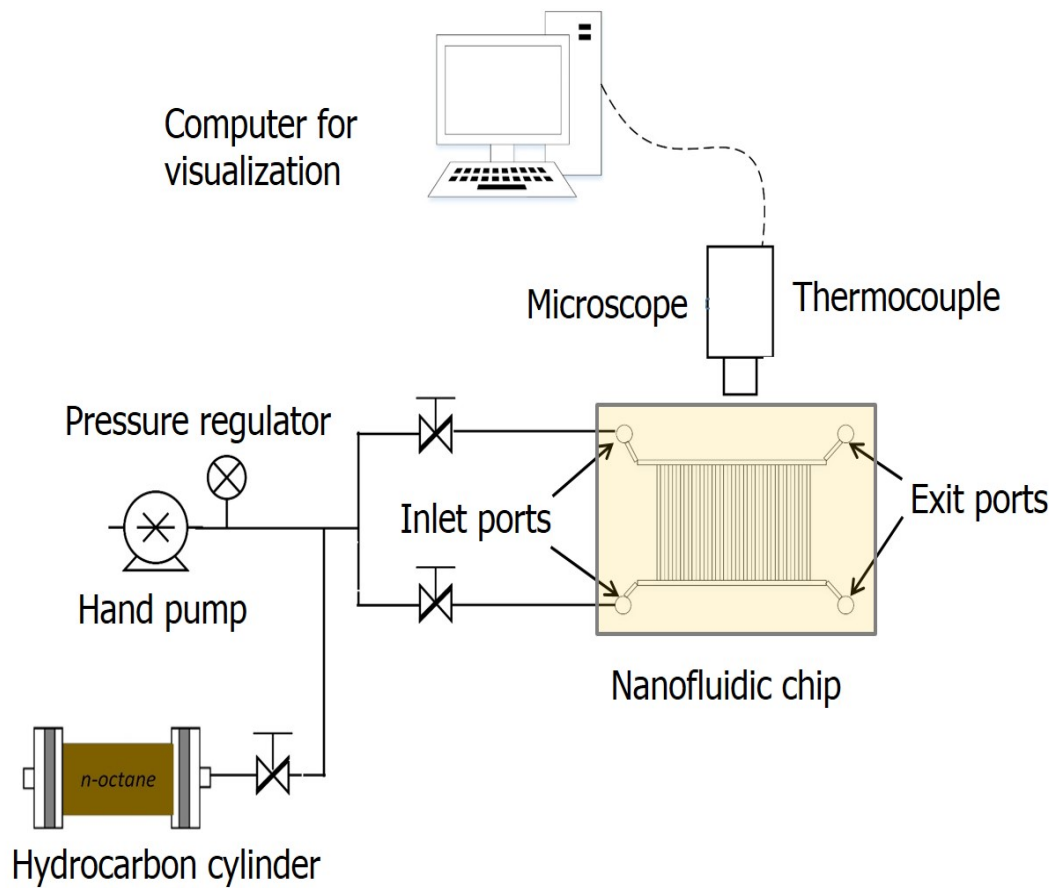 Computer for
visualization
Microscope
Thermocouple
Pressure regulator
Inlet ports
Exit ports
Hand pump
Nanofluidic chip
n-octane
Hydrocarbon cylinder